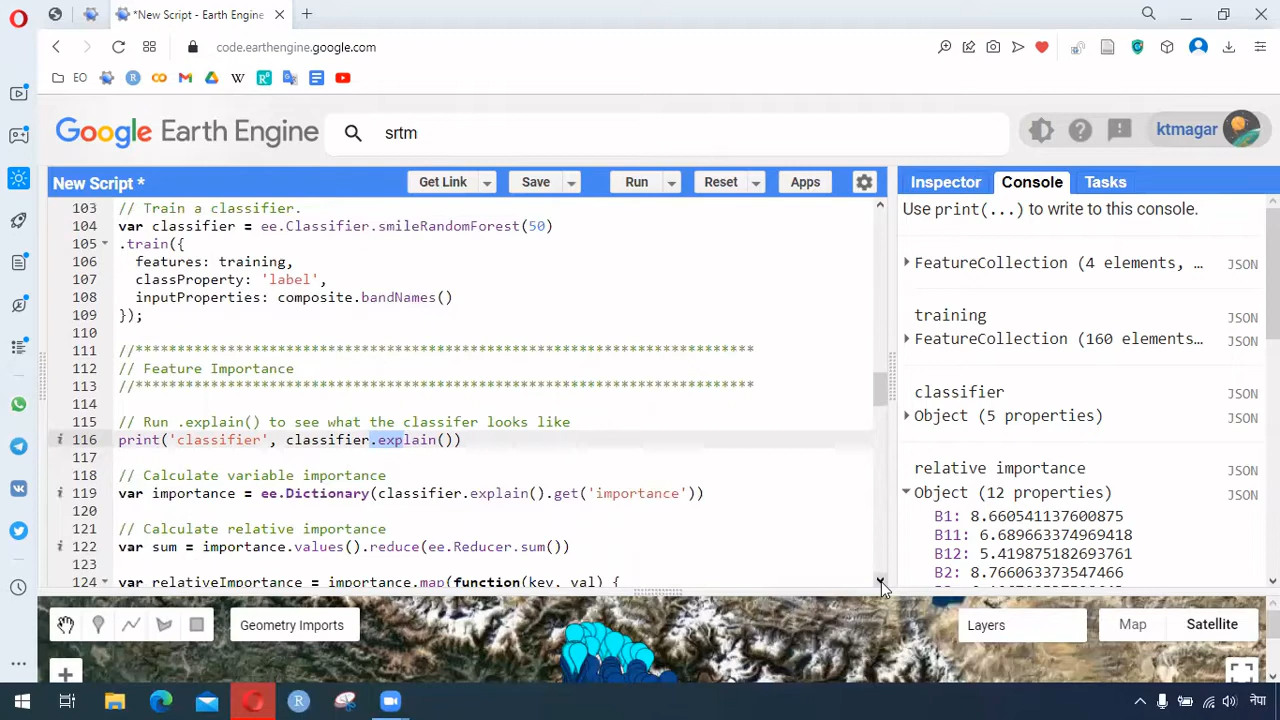 *New Script - Earth Engine
code.earthengine.google.com
EO
Google Earth Engine
srtm
ktmagar
New Script *
Get Link
Save
Run
Reset
Apps
Inspector
Console
Tasks
103 // Train a classifier.
104 var classifier = ee.Classifier.smileRandomForest(50)
105 .train({
106 features: training,
107 classProperty: 'label',
108 inputProperties: composite.bandNames()
109 });
110
111 //**************************************************************************
112 // Feature Importance
113 //**************************************************************************
114
115 // Run .explain() to see what the classifer looks like
116 print('classifier', classifier.explain())
117
118 // Calculate variable importance
119 var importance = ee.Dictionary(classifier.explain().get('importance'))
120
121 // Calculate relative importance
122 var sum = importance.values().reduce(ee.Reducer.sum())
123
124 var relativeImportance = importance.map(function(key, val) {
Use print(...) to write to this console.
FeatureCollection (4 elements, … JSON
training
FeatureCollection (160 elements… JSON
classifier JSON
Object (5 properties)
relative importance JSON
Object (12 properties) JSON
B1: 8.660541137600875
B11: 6.689663374969418
B12: 5.419875182693761
B2: 8.766063373547466
Geometry Imports
Layers
Map
Satellite
नेपा